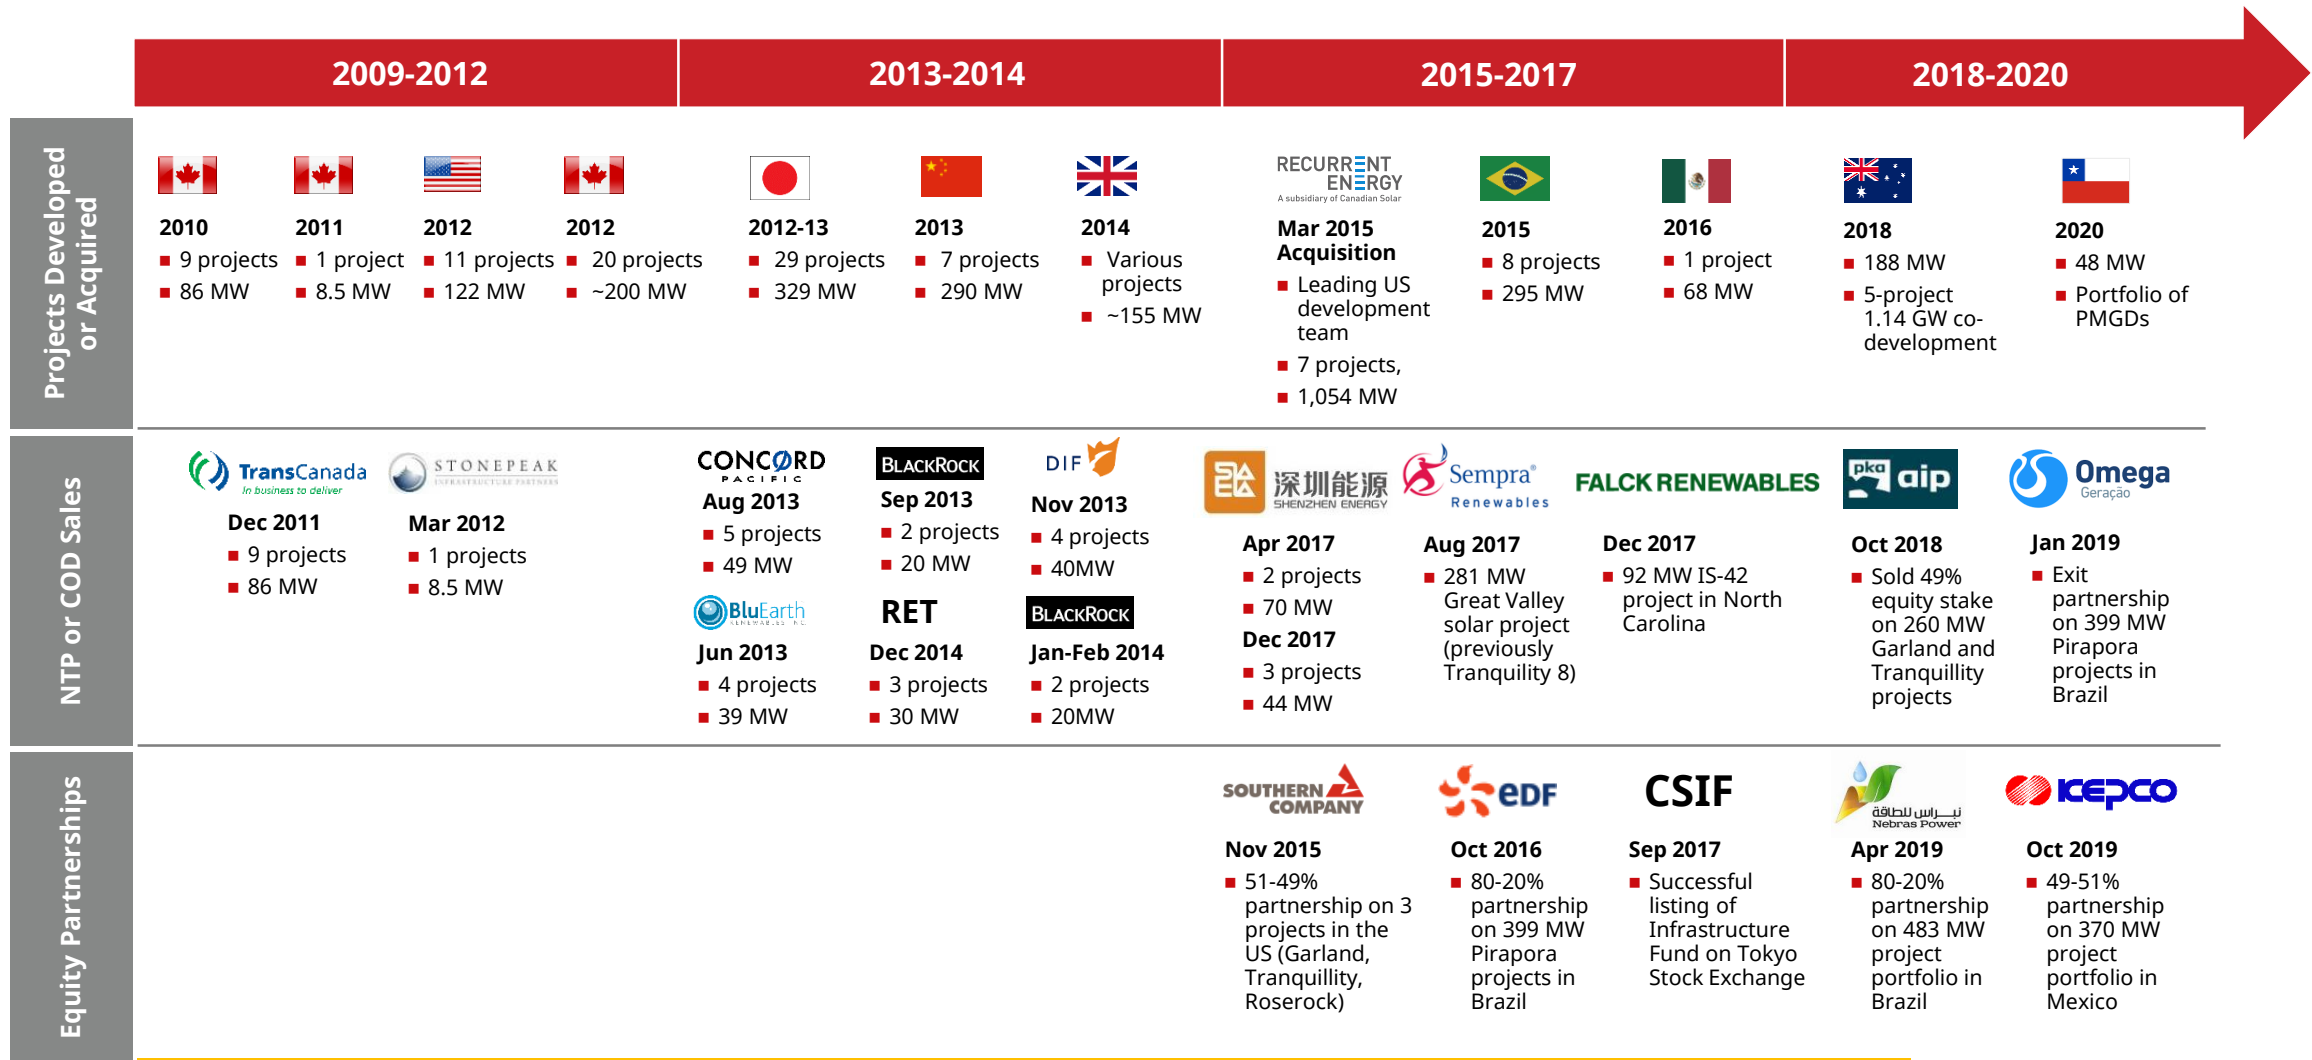 2009-2012
2013-2014
2015-2017
2018-2020
Projects Developed
or Acquired
2010
9 projects
86 MW
2011
1 project
8.5 MW
2012
11 projects
122 MW
2012
20 projects
~200 MW
2012-13
29 projects
329 MW
2013
7 projects
290 MW
2014
Various
projects
~155 MW
RECURRENT
ENERGY
A subsidiary of Canadian Solar
Mar 2015
Acquisition
Leading US
development
team
7 projects,
1,054 MW
2015
8 projects
295 MW
2016
1 project
68 MW
2018
188 MW
5-project
1.14 GW co-
development
2020
48 MW
Portfolio of
PMGDs
NTP or COD Sales
TransCanada
In business to deliver
Dec 2011
9 projects
86 MW
STONEPEAK
INFRASTRUCTURE PARTNERS
Mar 2012
1 projects
8.5 MW
CONCORD
PACIFIC
Aug 2013
5 projects
49 MW
BLACKROCK
Sep 2013
2 projects
20 MW
DIF
Nov 2013
4 projects
40MW
BluEarth
RENEWABLES INC.
Jun 2013
4 projects
39 MW
RET
Dec 2014
3 projects
30 MW
BLACKROCK
Jan-Feb 2014
2 projects
20MW
深圳能源
SHENZHEN ENERGY
Apr 2017
2 projects
70 MW
Dec 2017
3 projects
44 MW
Sempra®
Renewables
Aug 2017
281 MW
Great Valley
solar project
(previously
Tranquility 8)
FALCK RENEWABLES
Dec 2017
92 MW IS-42
project in North
Carolina
pka
aip
Oct 2018
Sold 49%
equity stake
on 260 MW
Garland and
Tranquillity
projects
Omega
Geração
Jan 2019
Exit
partnership
on 399 MW
Pirapora
projects in
Brazil
Equity Partnerships
SOUTHERN
COMPANY
Nov 2015
51-49%
partnership on 3
projects in the
US (Garland,
Tranquillity,
Roserock)
eDF
Oct 2016
80-20%
partnership
on 399 MW
Pirapora
projects in
Brazil
CSIF
Sep 2017
Successful
listing of
Infrastructure
Fund on Tokyo
Stock Exchange
نبراس للطاقة
Nebras Power
Apr 2019
80-20%
partnership
on 483 MW
project
portfolio in
Brazil
KEPCO
Oct 2019
49-51%
partnership
on 370 MW
project
portfolio in
Mexico